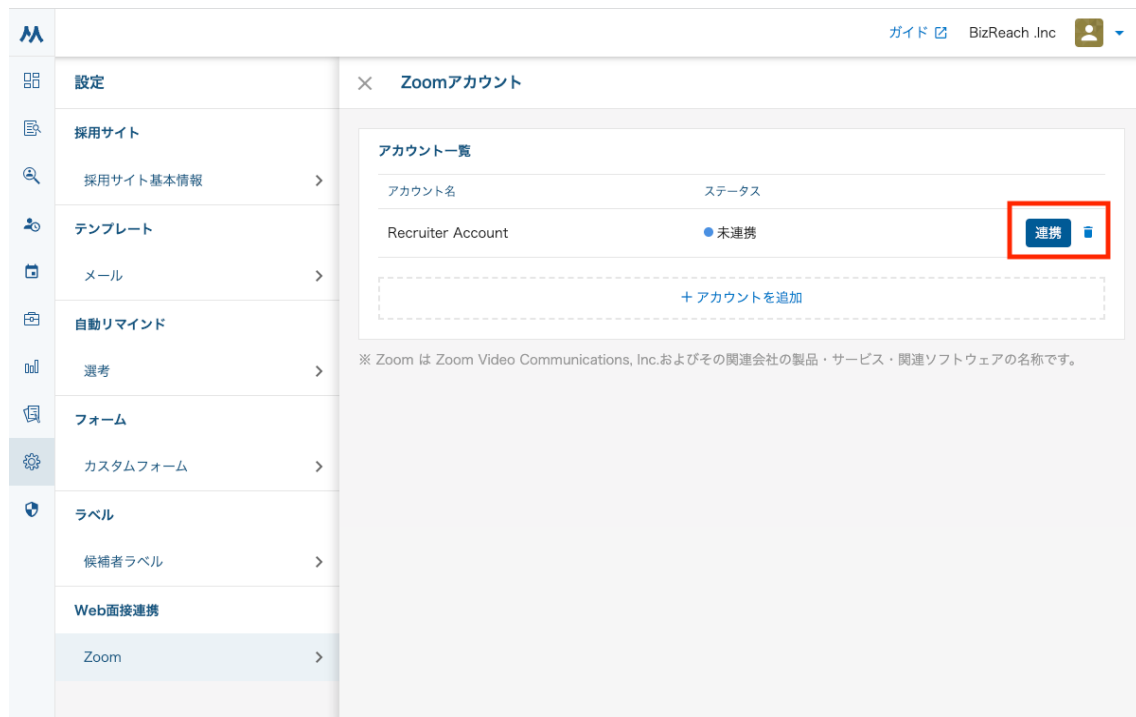 ガイド
BizReach .Inc
設定
採用サイト
採用サイト基本情報
テンプレート
メール
自動リマインド
選考
フォーム
カスタムフォーム
ラベル
候補者ラベル
Web面接連携
Zoom
Zoomアカウント
アカウント一覧
アカウント名 ステータス
Recruiter Account 未連携 連携
+ アカウントを追加
※ Zoom は Zoom Video Communications, Inc.およびその関連会社の製品・サービス・関連ソフトウェアの名称です。